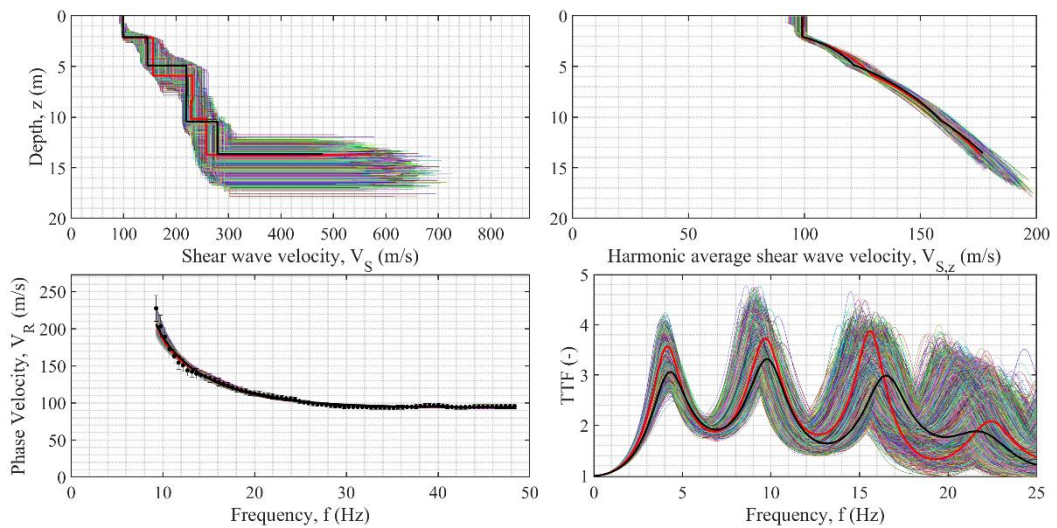 0
5
10
15
20
Depth, z (m)
0 100 200 300 400 500 600 700 800
Shear wave velocity, V_S (m/s)
0
5
10
15
20
0 50 100 150 200
Harmonic average shear wave velocity, V_S,z (m/s)
250
200
150
100
50
0
Phase Velocity, V_R (m/s)
0 10 20 30 40 50
Frequency, f (Hz)
5
4
3
2
1
TTF (-)
0 5 10 15 20 25
Frequency, f (Hz)